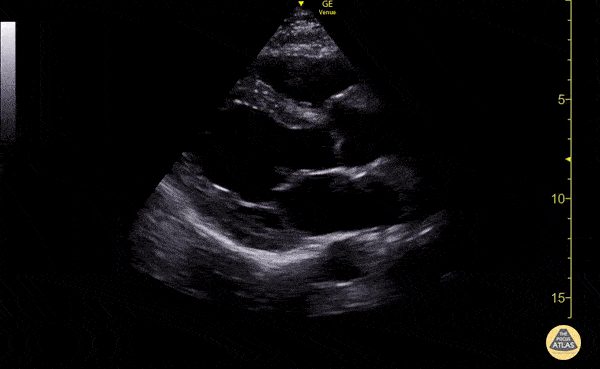 GE
Venue
5
10
15
THE
POCUS
ATLAS